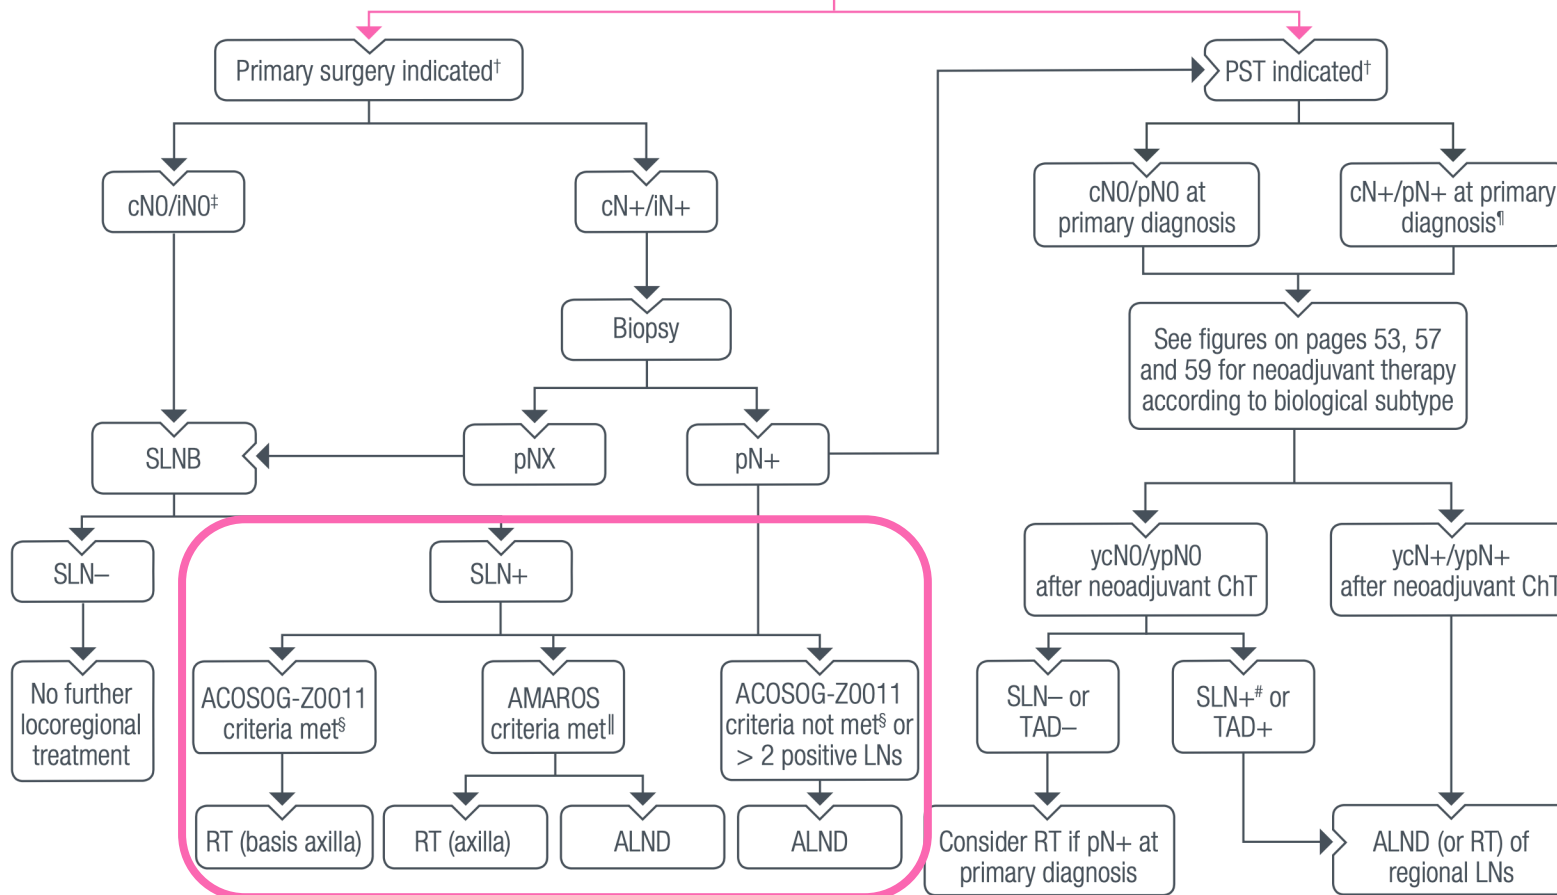 Primary surgery indicated†
PST indicated†
cN0/iN0‡
cN+/iN+
cN0/pN0 at
primary diagnosis
cN+/pN+ at primary
diagnosis¶
Biopsy
See figures on pages 53, 57
and 59 for neoadjuvant therapy
according to biological subtype
SLNB
pNX
pN+
SLN–
SLN+
ycN0/ypN0
after neoadjuvant ChT
ycN+/ypN+
after neoadjuvant ChT
No further
locoregional
treatment
ACOSOG-Z0011
criteria met§
AMAROS
criteria met||
ACOSOG-Z0011
criteria not met§ or
> 2 positive LNs
SLN– or
TAD–
SLN+# or
TAD+
RT (basis axilla)
RT (axilla)
ALND
ALND
Consider RT if pN+ at
primary diagnosis
ALND (or RT) of
regional LNs